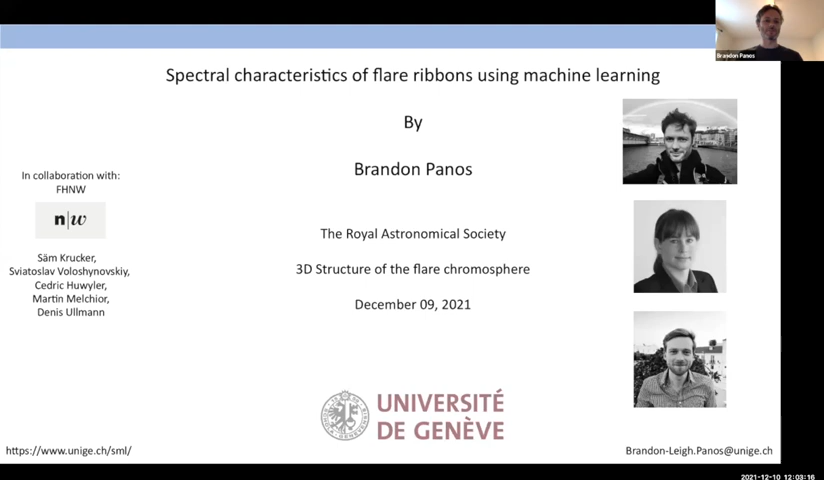 Brandon Panos
Spectral characteristics of flare ribbons using machine learning
By
Brandon Panos
In collaboration with:
FHNW
n|w
Säm Krucker,
Sviatoslav Voloshynovskiy,
Cedric Huwyler,
Martin Melchior,
Denis Ullmann
The Royal Astronomical Society
3D Structure of the flare chromosphere
December 09, 2021
UNIVERSITÉ
DE GENÈVE
https://www.unige.ch/sml/
Brandon-Leigh.Panos@unige.ch
2021-12-10 12:03:16